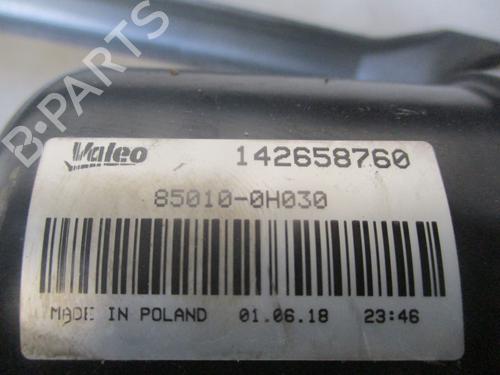 B-PARTS
Valeo 142658760
85010-0H030
MADE IN POLAND 01.06.18 23:46